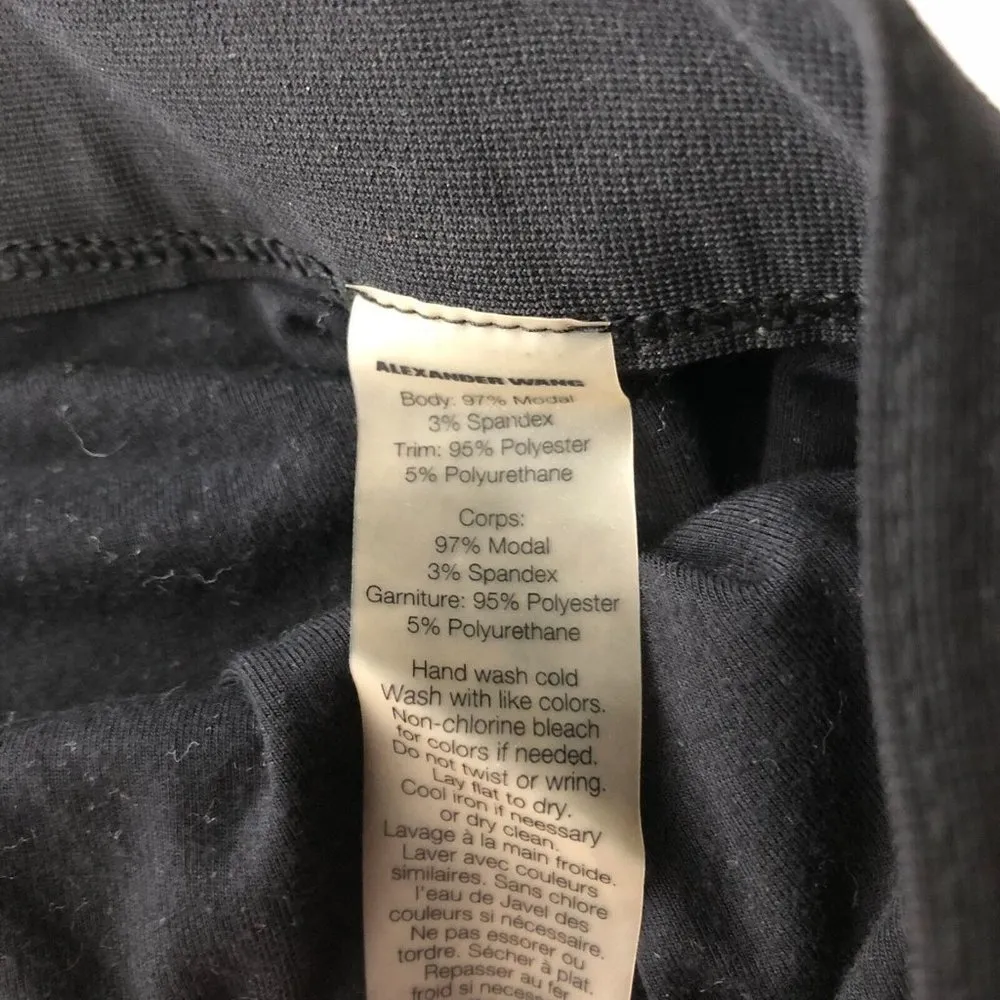 ALEXANDER WANG
Body: 97% Modal
3% Spandex
Trim: 95% Polyester
5% Polyurethane
Corps:
97% Modal
3% Spandex
Garniture: 95% Polyester
5% Polyurethane
Hand wash cold
Wash with like colors.
Non-chlorine bleach
for colors if needed.
Do not twist or wring.
Lay flat to dry.
Cool iron if neessary
or dry clean.
Lavage à la main froide.
Laver avec couleurs
similaires. Sans chlore
l'eau de Javel des
couleurs si nécessaire.
Ne pas essorer ou
tordre. Sécher à plat.
Repasser au fer
froid si